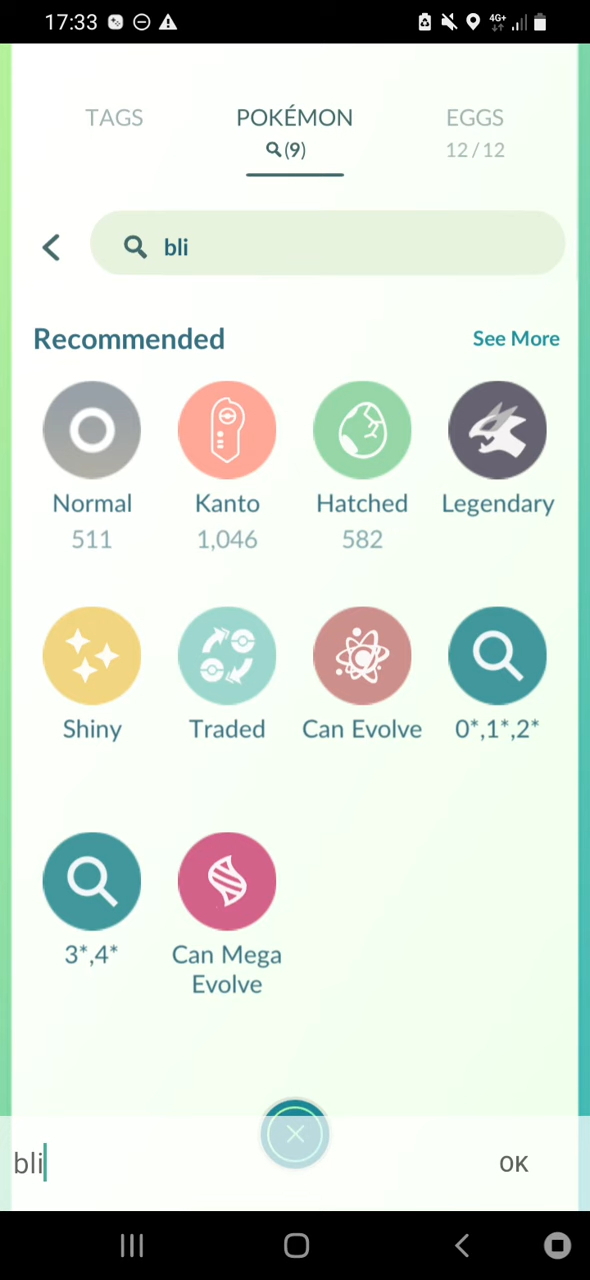 17:33
4G+
TAGS POKÉMON EGGS
(9) 12/12
bli
Recommended See More
Normal Kanto Hatched Legendary
511 1,046 582
Shiny Traded Can Evolve 0*,1*,2*
3*,4* Can Mega
Evolve
bli OK